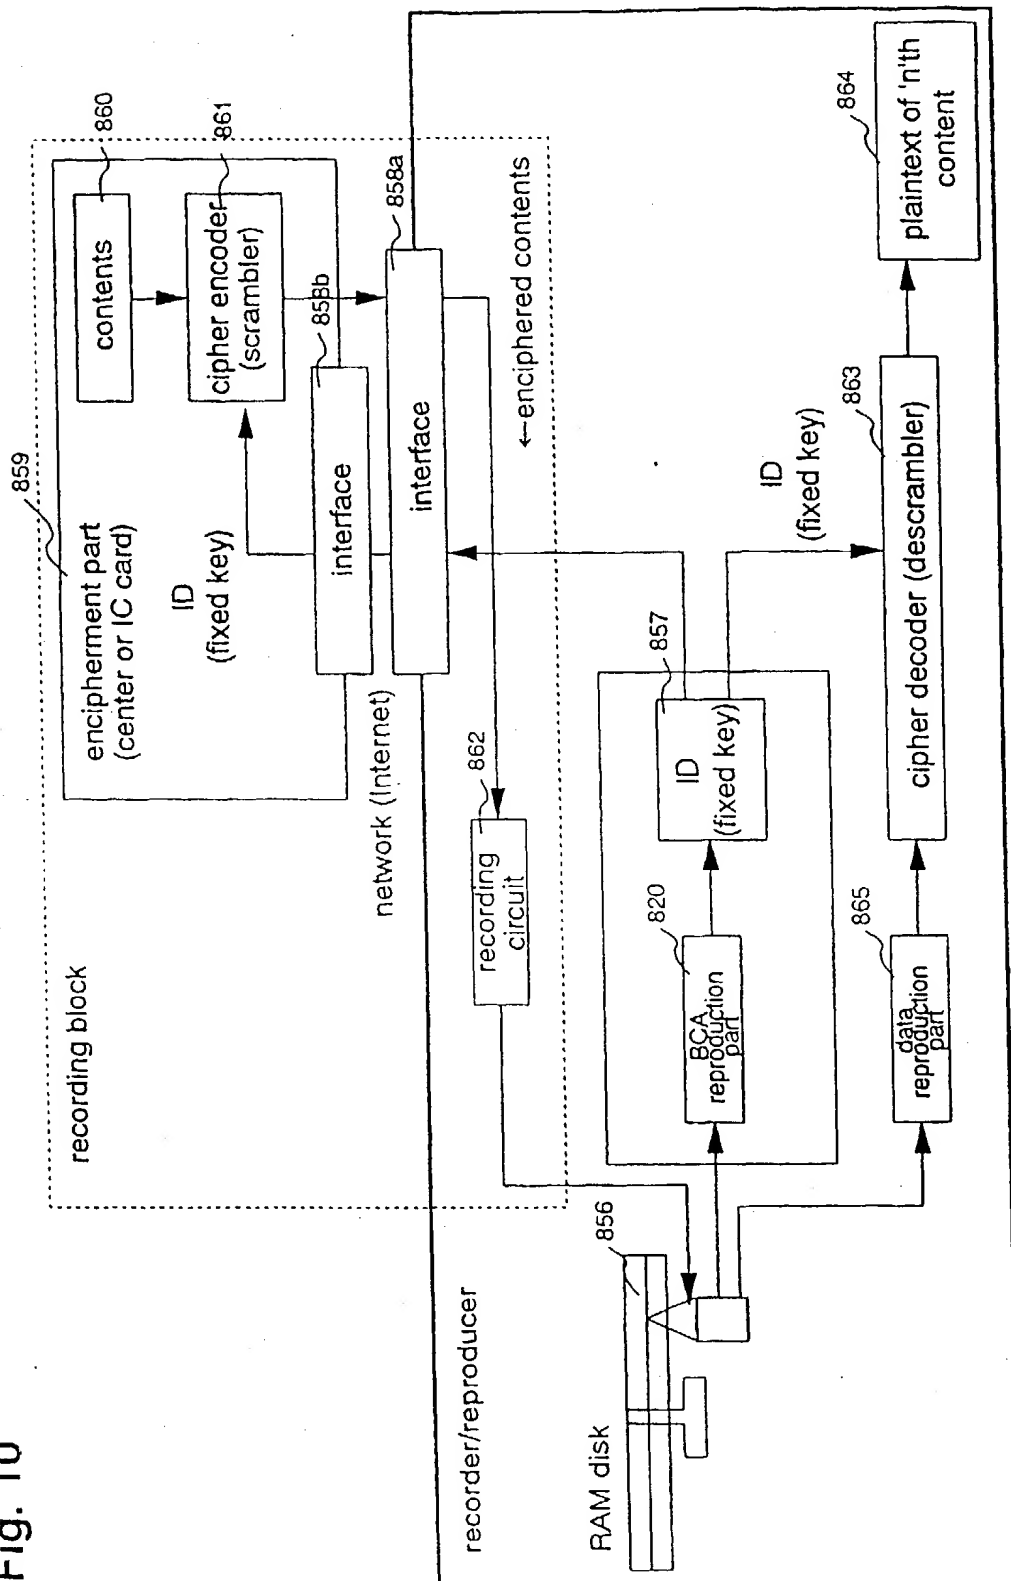 Fig. 10
recording block
859
encipherment part
(center or IC card)
860
contents
861
cipher encoder
(scrambler)
ID
(fixed key)
858b
interface
network (Internet)
858a
interface
←enciphered contents
862
recording
circuit
recorder/reproducer
RAM disk
856
820
BCA
reproduction
part
857
ID
(fixed key)
ID
(fixed key)
865
data
reproduction
part
863
cipher decoder (descrambler)
864
plaintext of 'n'th
content